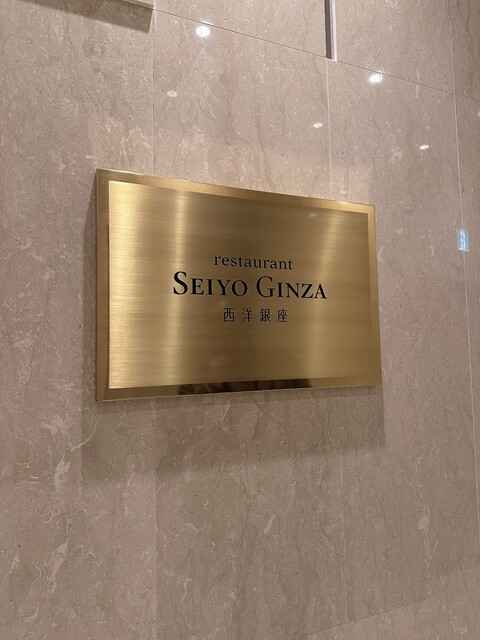 restaurant
SEIYO GINZA
西洋銀座